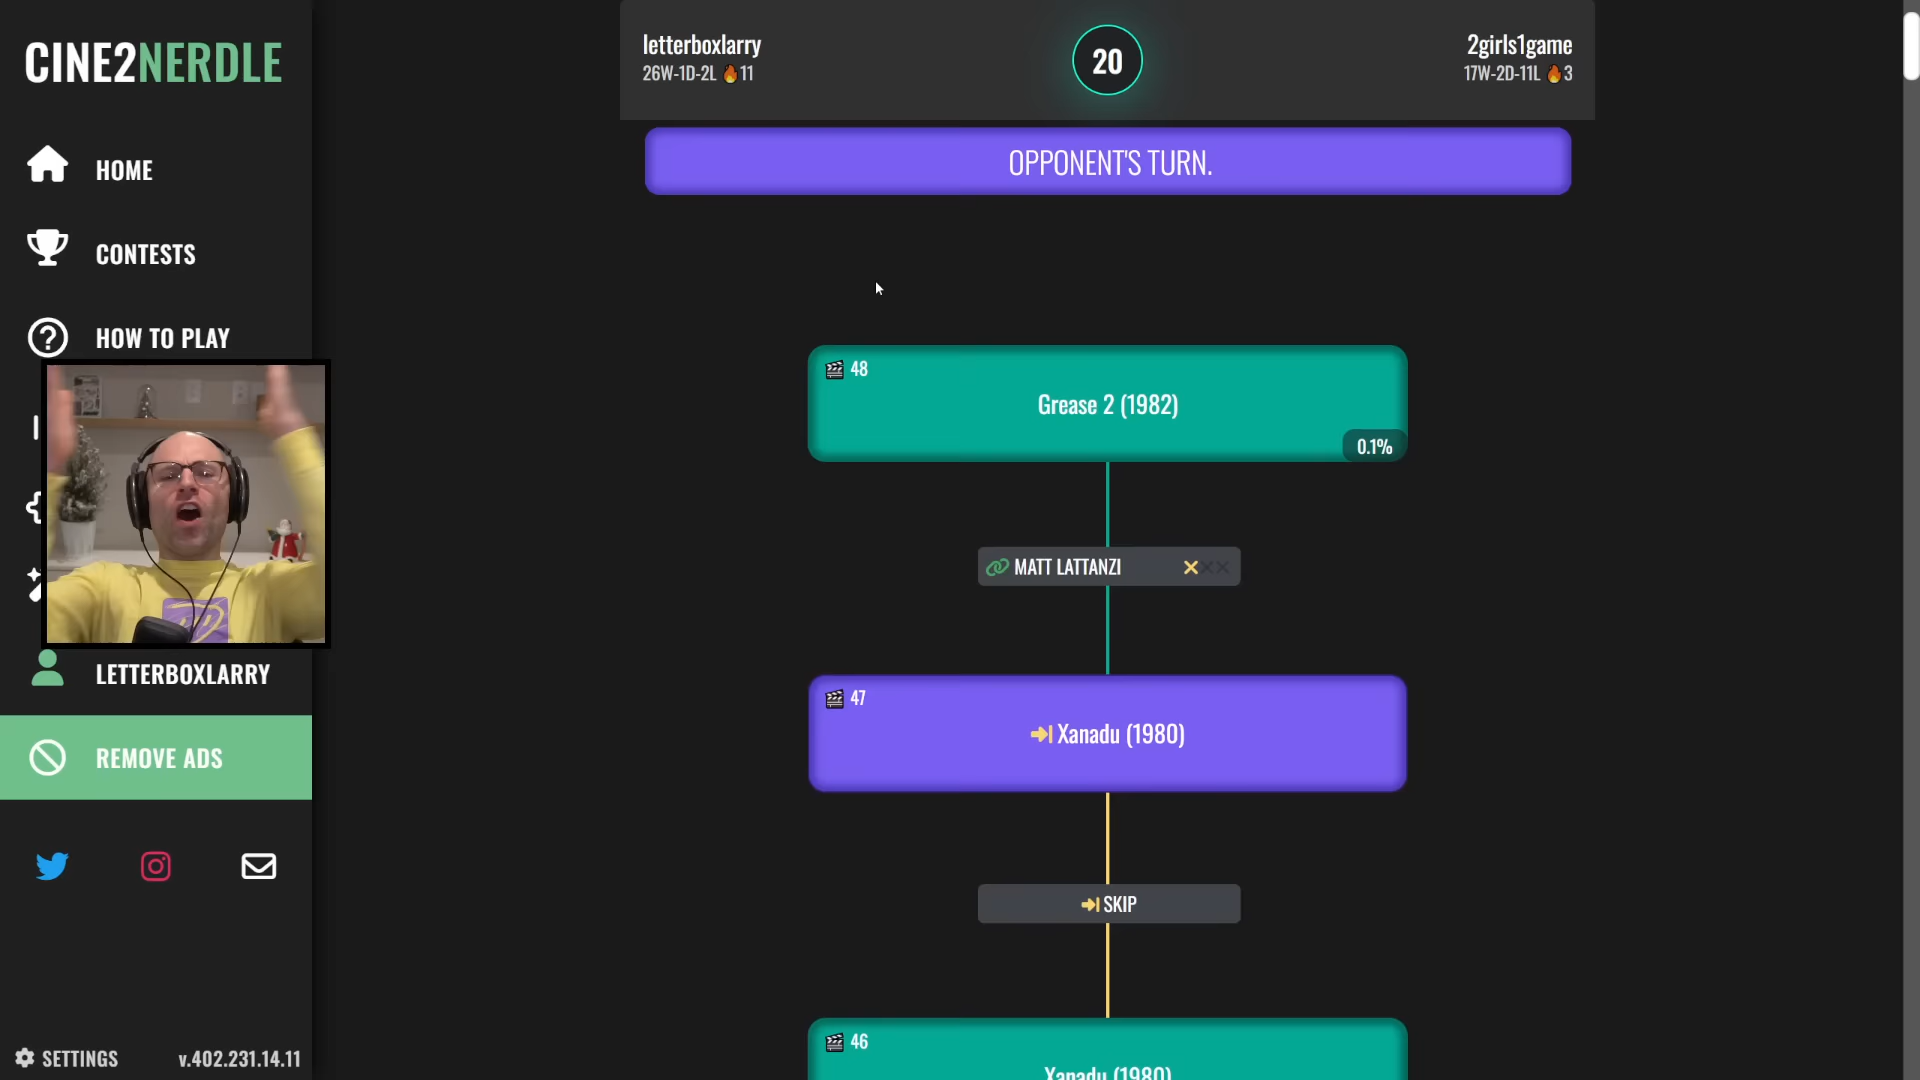 CINE2NERDLE
HOME
CONTESTS
HOW TO PLAY
LETTERBOXLARRY
REMOVE ADS
SETTINGS
v.402.231.14.11
letterboxlarry
26W-1D-2L 🔥11
20
2girls1game
17W-2D-11L 🔥3
OPPONENT'S TURN.
48
Grease 2 (1982)
0.1%
MATT LATTANZI
47
Xanadu (1980)
SKIP
46
Xanadu (1980)